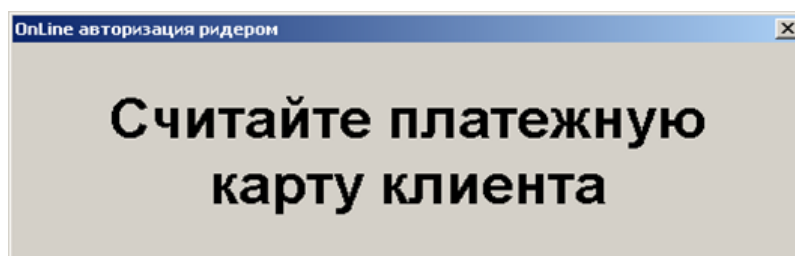 OnLine авторизация ридером
Считайте платежную
карту клиента